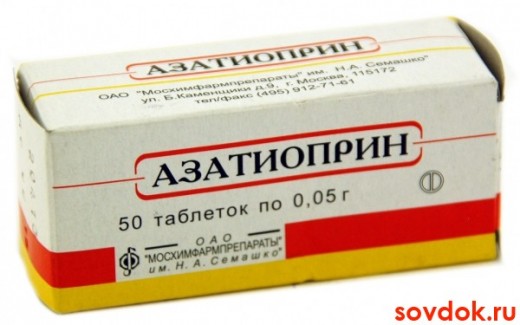 АЗАТИОПРИН
ОАО "Мосхимфармпрепараты" им. Н.А. Семашко"
ул. Б.Каменщики д.9, г. Москва, 115172
тел/факс (495) 912-71-61
АЗАТИОПРИН
50 таблеток по 0,05 г
ОАО
"МОСХИМФАРМПРЕПАРАТЫ"
им. Н.А. Семашко
sovdok.ru